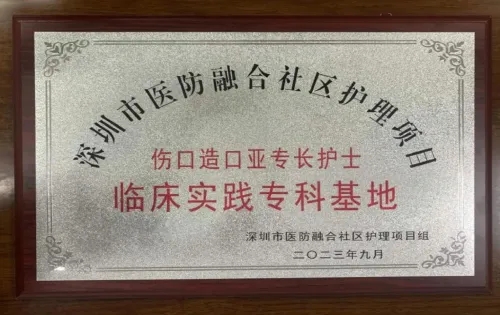 深圳市医防融合社区护理项目
伤口造口亚专长护士
临床实践专科基地
深圳市医防融合社区护理项目组
二〇二三年九月